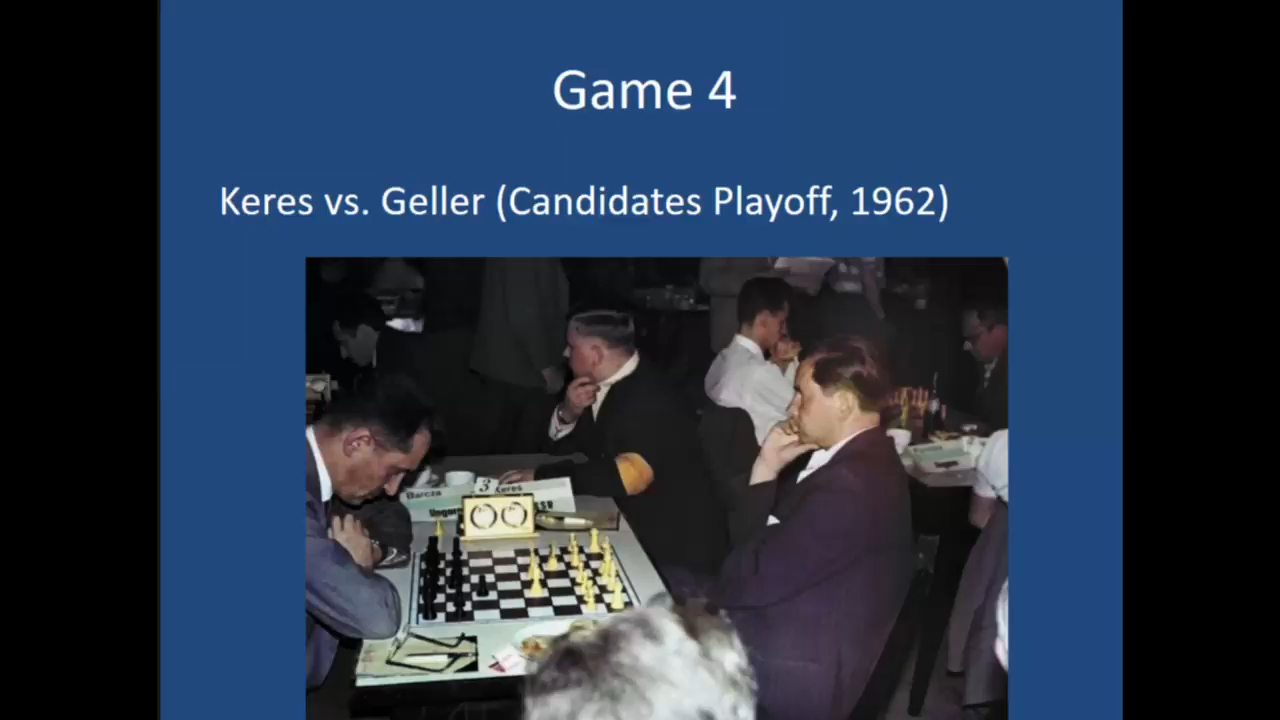 Game 4
Keres vs. Geller (Candidates Playoff, 1962)
Barcza 3 Keres